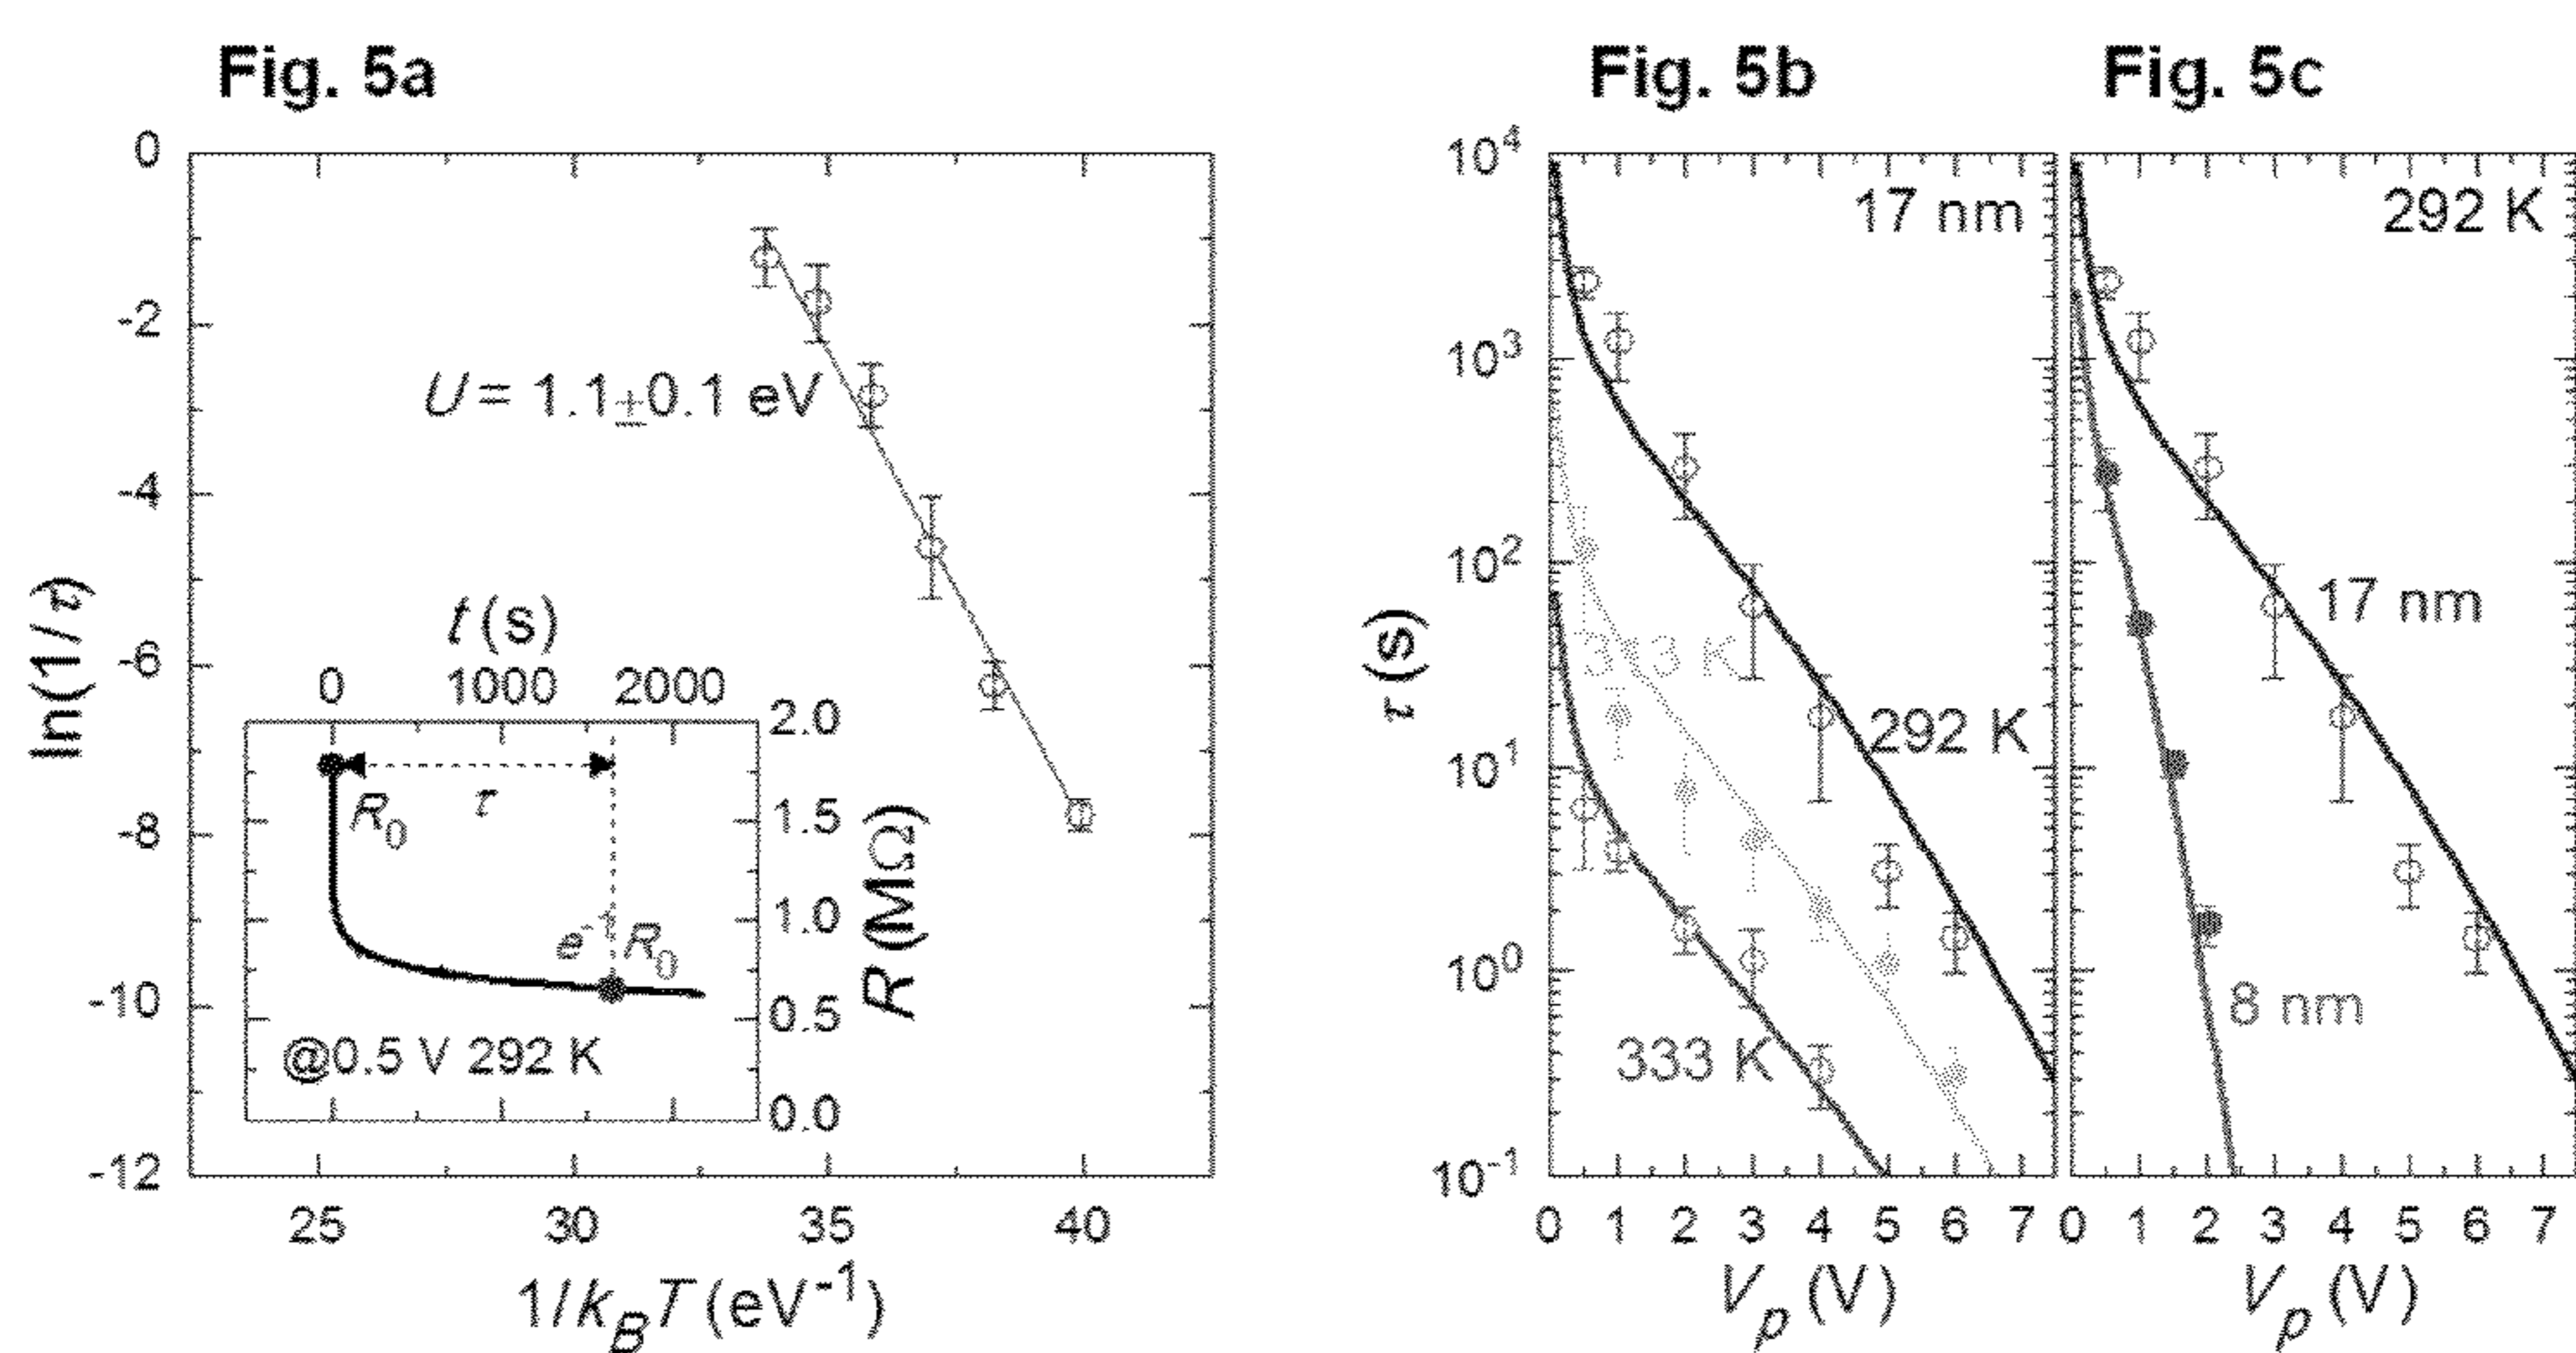 Fig. 5a
0
-2
-4
-6
-8
-10
-12
ln(1/τ)
U = 1.1±0.1 eV
t (s)
0 1000 2000
2.0
1.5
1.0
0.5
0.0
R (MΩ)
R0
τ
e⁻¹ R0
@0.5 V 292 K
25 30 35 40
1/kBT (eV⁻¹)
Fig. 5b
10⁴
10³
10²
10¹
10⁰
10⁻¹
τ (s)
17 nm
313 K
292 K
333 K
0 1 2 3 4 5 6 7
Vp (V)
Fig. 5c
292 K
17 nm
8 nm
0 1 2 3 4 5 6 7
Vp (V)